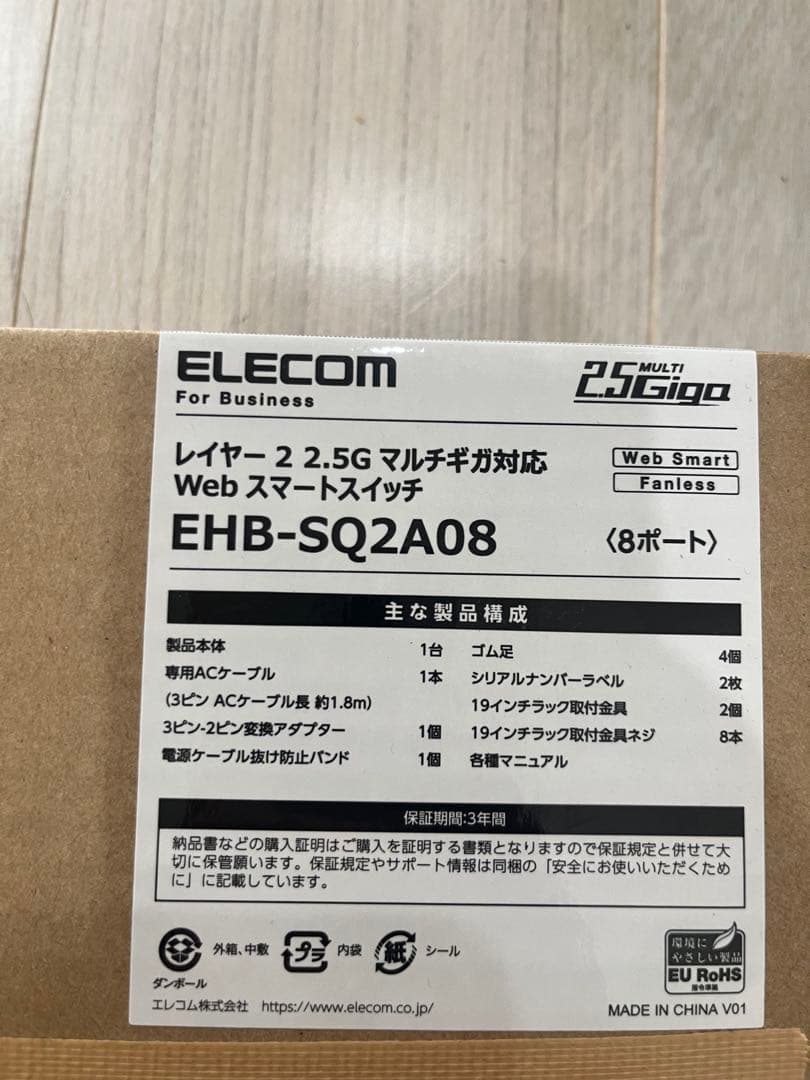 ELECOM
For Business
2.5Giga MULTI
レイヤー 2 2.5G マルチギガ対応
Web スマートスイッチ
Web Smart
Fanless
EHB-SQ2A08
〈8ポート〉
主な製品構成
製品本体 1台
専用ACケーブル 1本
(3ピン ACケーブル長 約1.8m)
3ピン-2ピン変換アダプター 1個
電源ケーブル抜け防止バンド 1個
ゴム足 4個
シリアルナンバーラベル 2枚
19インチラック取付金具 2個
19インチラック取付金具ネジ 8本
各種マニュアル
保証期間:3年間
納品書などの購入証明はご購入を証明する書類となりますので保証規定と併せて大
切に保管願います。保証規定やサポート情報は同梱の「安全にお使いいただくため
に」に記載しています。
ダンボール
外箱、中敷
プラ
内袋
紙
シール
環境に
やさしい製品
EU RoHS
指令準拠
エレコム株式会社 https://www.elecom.co.jp/
MADE IN CHINA V01